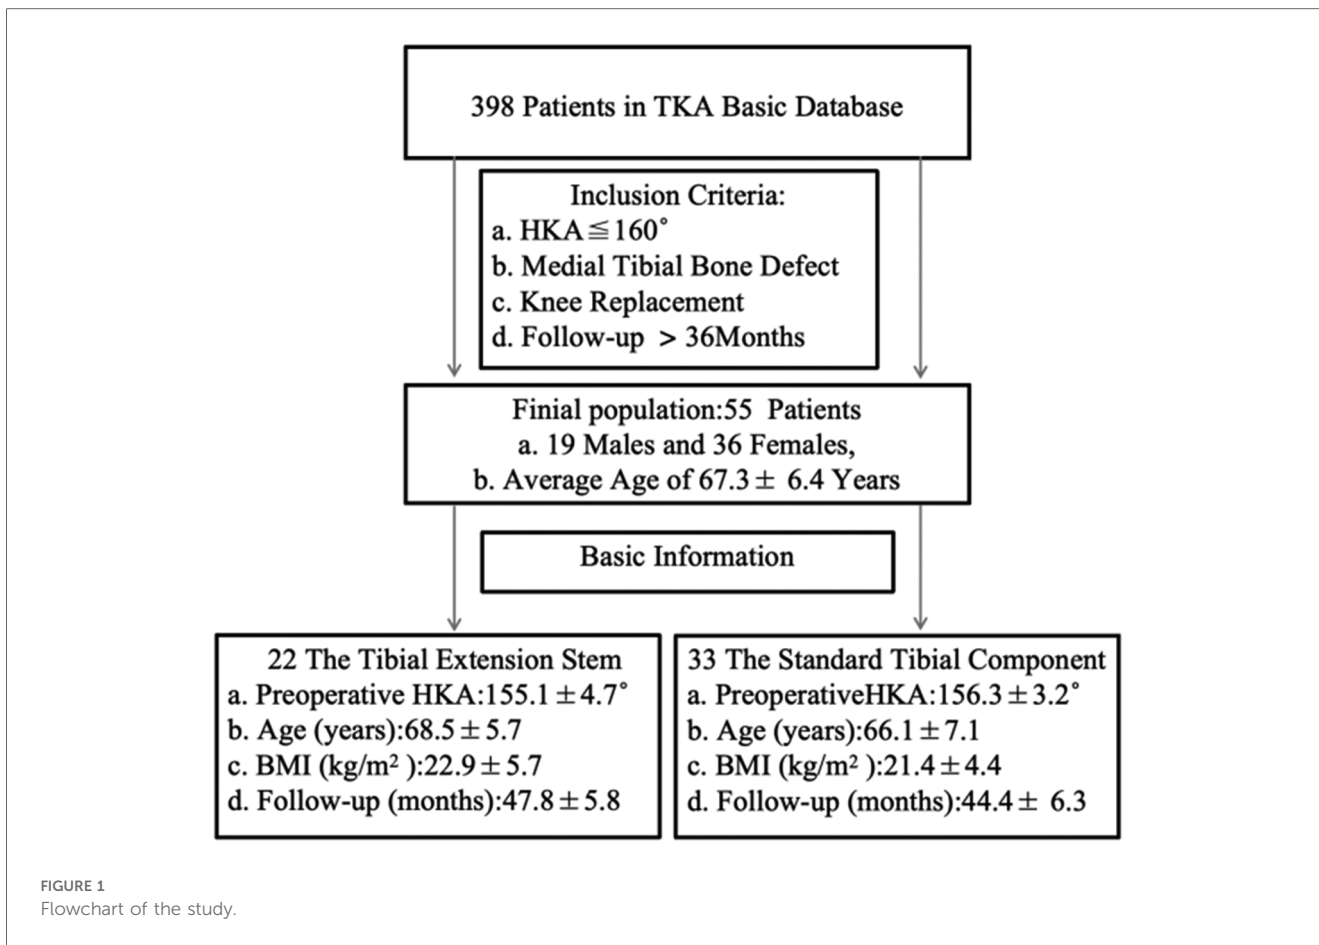 398 Patients in TKA Basic Database
Inclusion Criteria:
a. HKA≦160°
b. Medial Tibial Bone Defect
c. Knee Replacement
d. Follow-up > 36Months
Finial population:55 Patients
a. 19 Males and 36 Females,
b. Average Age of 67.3± 6.4 Years
Basic Information
22 The Tibial Extension Stem
a. Preoperative HKA:155.1±4.7°
b. Age (years):68.5±5.7
c. BMI (kg/m² ):22.9±5.7
d. Follow-up (months):47.8±5.8
33 The Standard Tibial Component
a. PreoperativeHKA:156.3±3.2°
b. Age (years):66.1±7.1
c. BMI (kg/m² ):21.4±4.4
d. Follow-up (months):44.4± 6.3
FIGURE 1
Flowchart of the study.